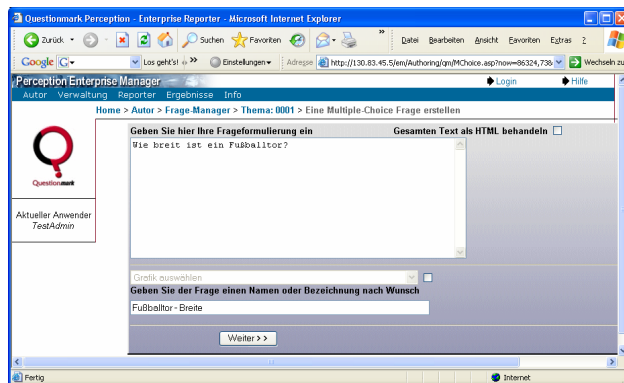 Questionmark Perception - Enterprise Reporter - Microsoft Internet Explorer
Zurück Suchen Favoriten » Datei Bearbeiten Ansicht Favoriten Extras ?
Google G Los geht's! » Einstellungen Adresse http://130.83.45.5/em/Authoring/qm/MChoice.asp?now=86324,738 Wechseln zu
Perception Enterprise Manager Login Hilfe
Autor Verwaltung Reporter Ergebnisse Info
Home > Autor > Frage-Manager > Thema: 0001 > Eine Multiple-Choice Frage erstellen
Geben Sie hier Ihre Frageformulierung ein Gesamten Text als HTML behandeln
Wie breit ist ein Fußballtor?
Questionmark
Aktueller Anwender
TestAdmin
Grafik auswählen
Geben Sie der Frage einen Namen oder Bezeichnung nach Wunsch
Fußballtor - Breite
Weiter >>
Fertig Internet